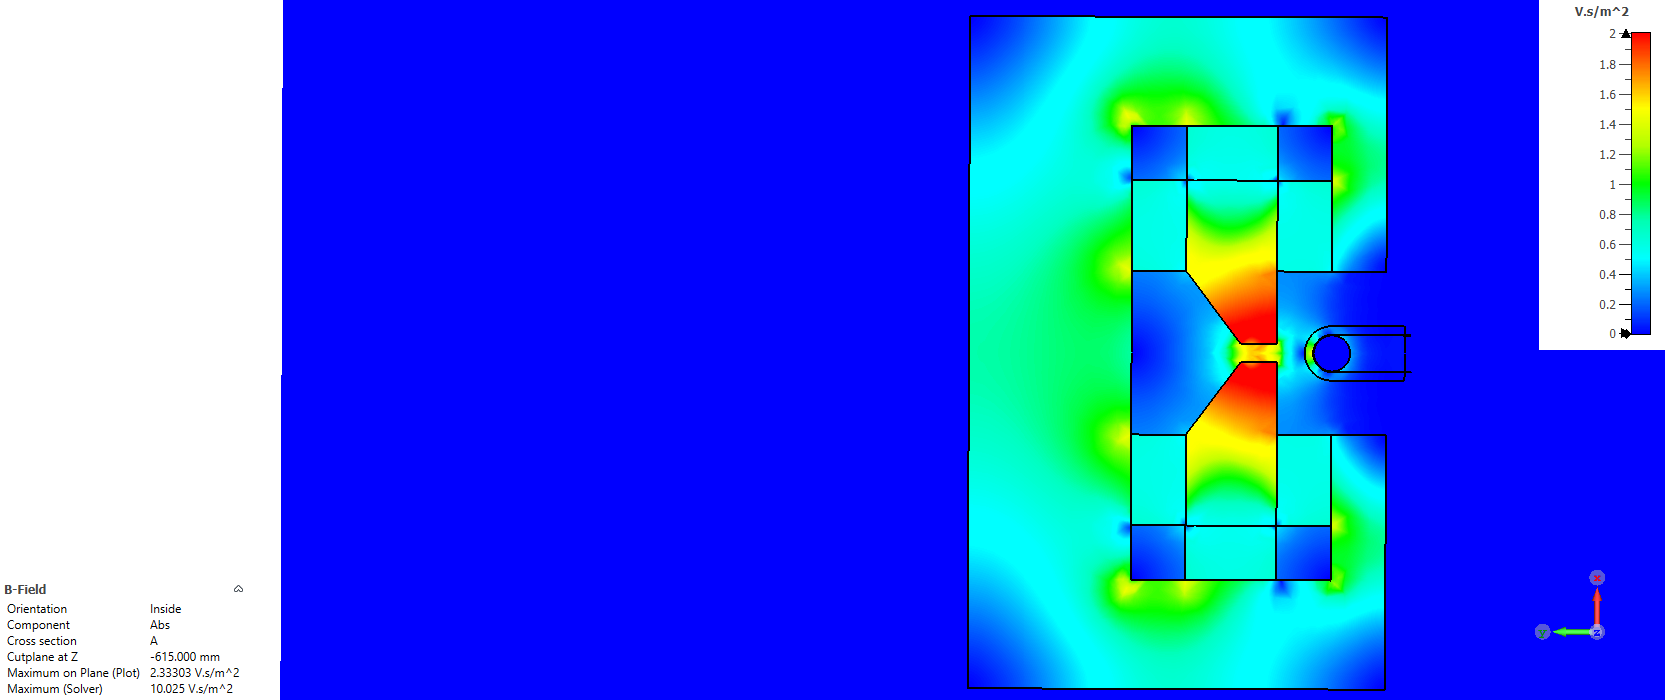 V.s/m^2
2
1.8
1.6
1.4
1.2
1
0.8
0.6
0.4
0.2
0
B-Field
Orientation Inside
Component Abs
Cross section A
Cutplane at Z -615.000 mm
Maximum on Plane (Plot) 2.33303 V.s/m^2
Maximum (Solver) 10.025 V.s/m^2
x
y
z